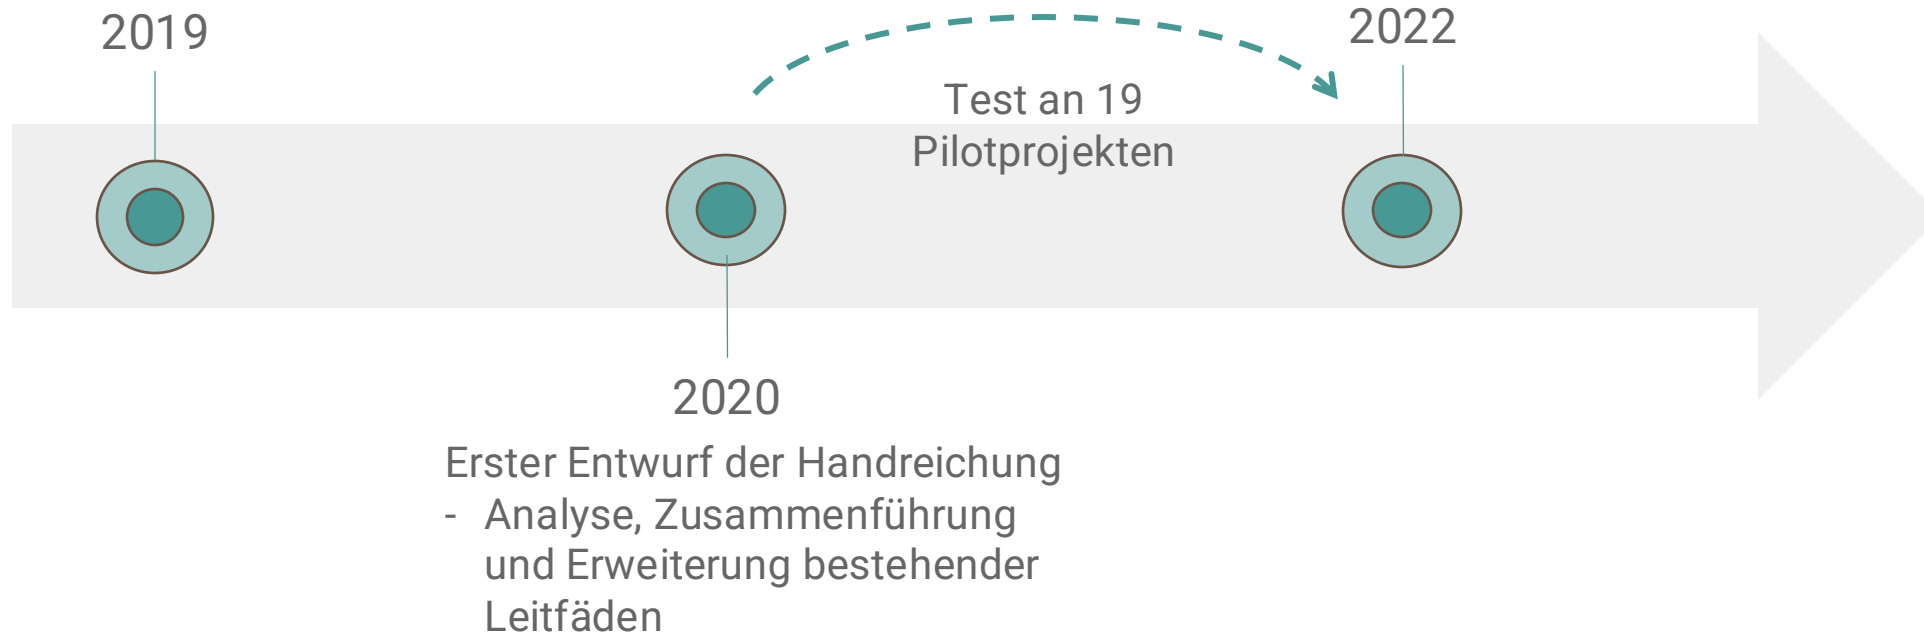 2019
2022
Test an 19
Pilotprojekten
2020
Erster Entwurf der Handreichung
- Analyse, Zusammenführung
und Erweiterung bestehender
Leitfäden